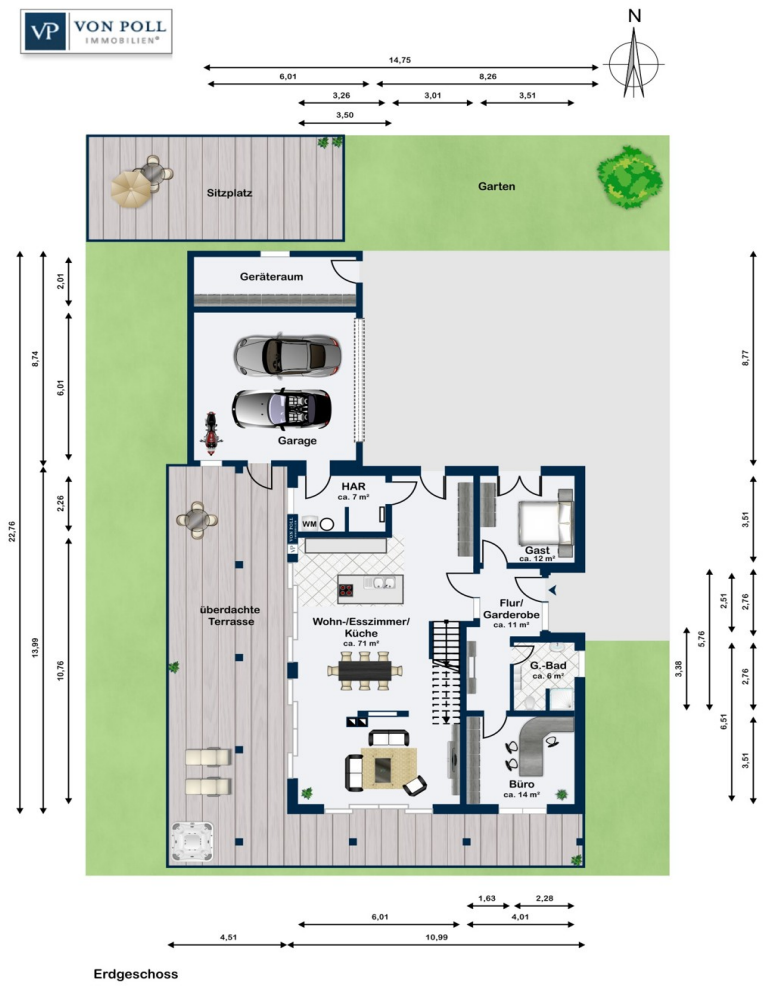 VP VON POLL
IMMOBILIEN®
N
14,75
6,01
8,26
3,26
3,01
3,51
3,50
Sitzplatz
Garten
Geräteraum
Garage
HAR
ca. 7 m²
WM
VP VON POLL
Gast
ca. 12 m²
Flur/
Garderobe
ca. 11 m²
überdachte
Terrasse
Wohn-/Esszimmer/
Küche
ca. 71 m²
G.-Bad
ca. 6 m²
Büro
ca. 14 m²
22,76
8,74
13,99
2,01
6,01
2,26
10,76
8,77
3,51
2,51
2,76
5,76
3,38
2,76
6,51
3,51
1,63
2,28
6,01
4,01
4,51
10,99
Erdgeschoss